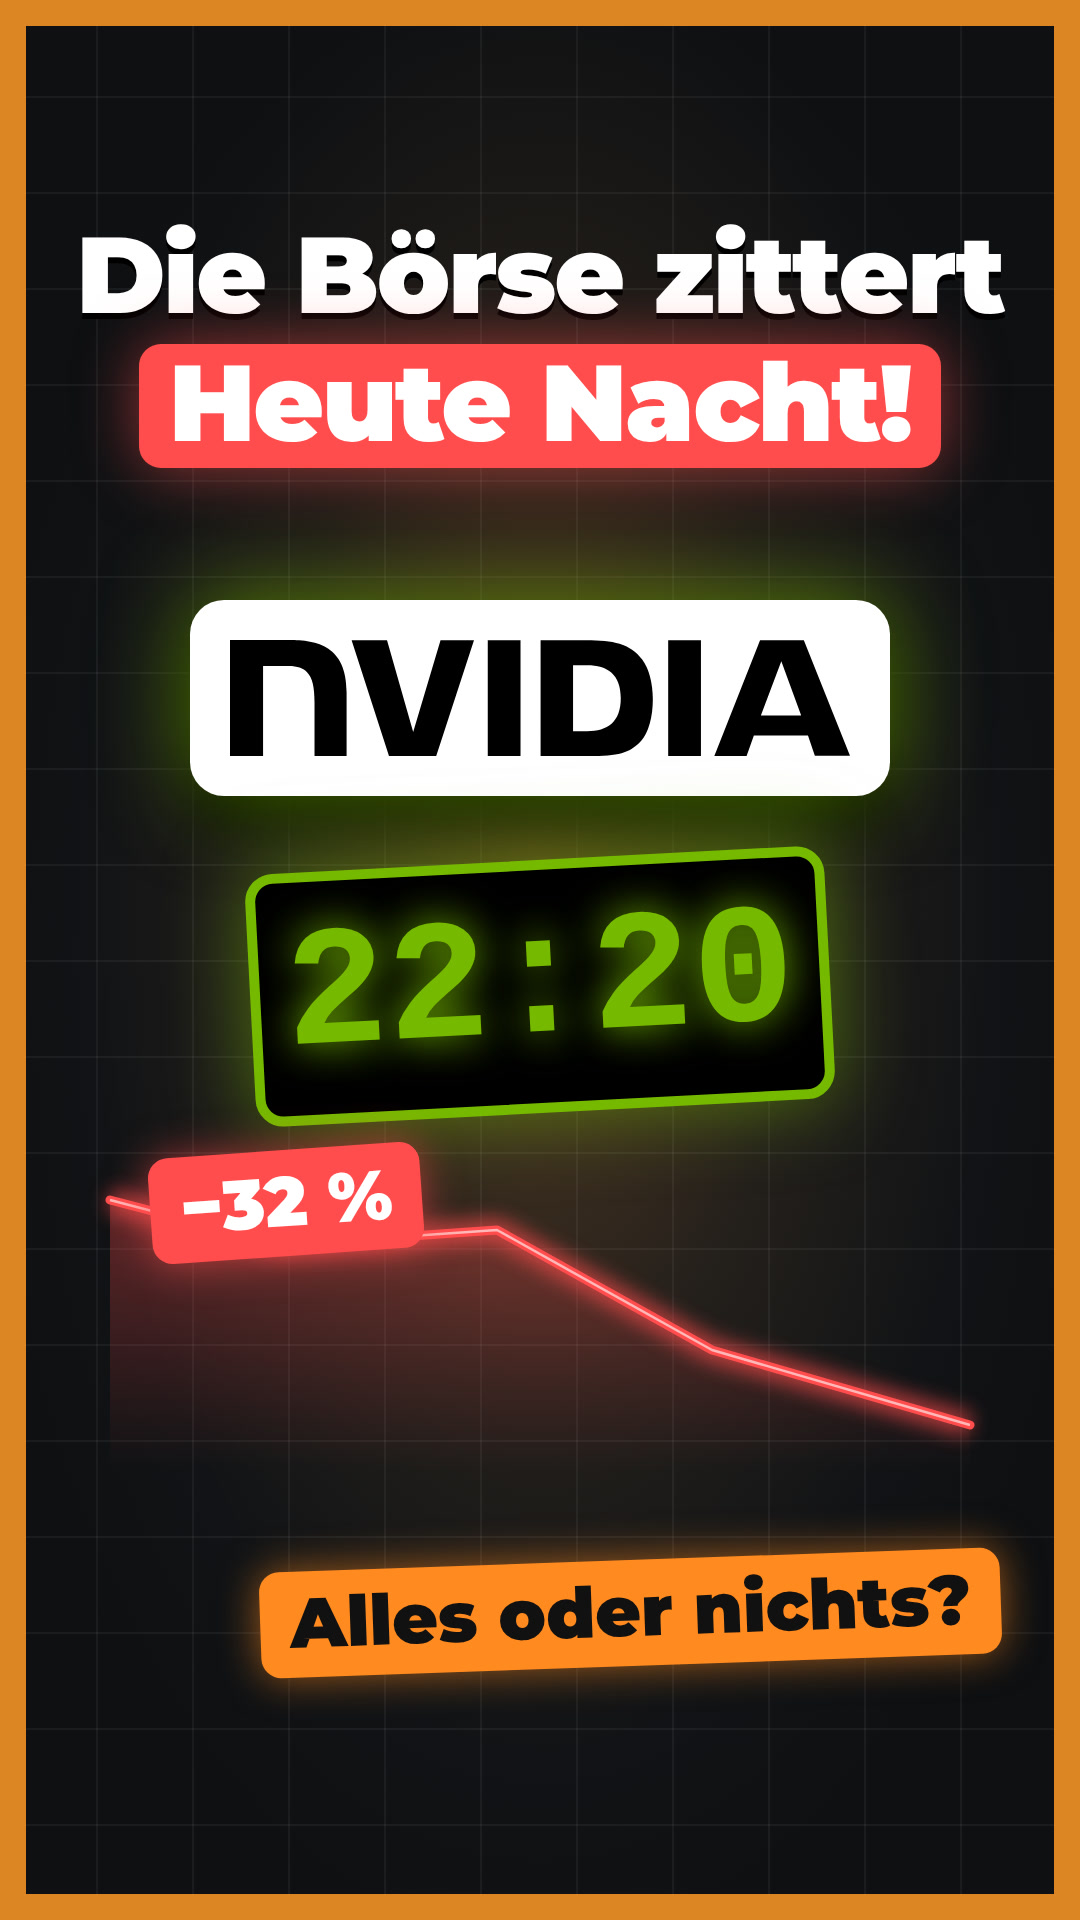 Die Börse zittert
Heute Nacht!
NVIDIA
22:20
−32 %
Alles oder nichts?